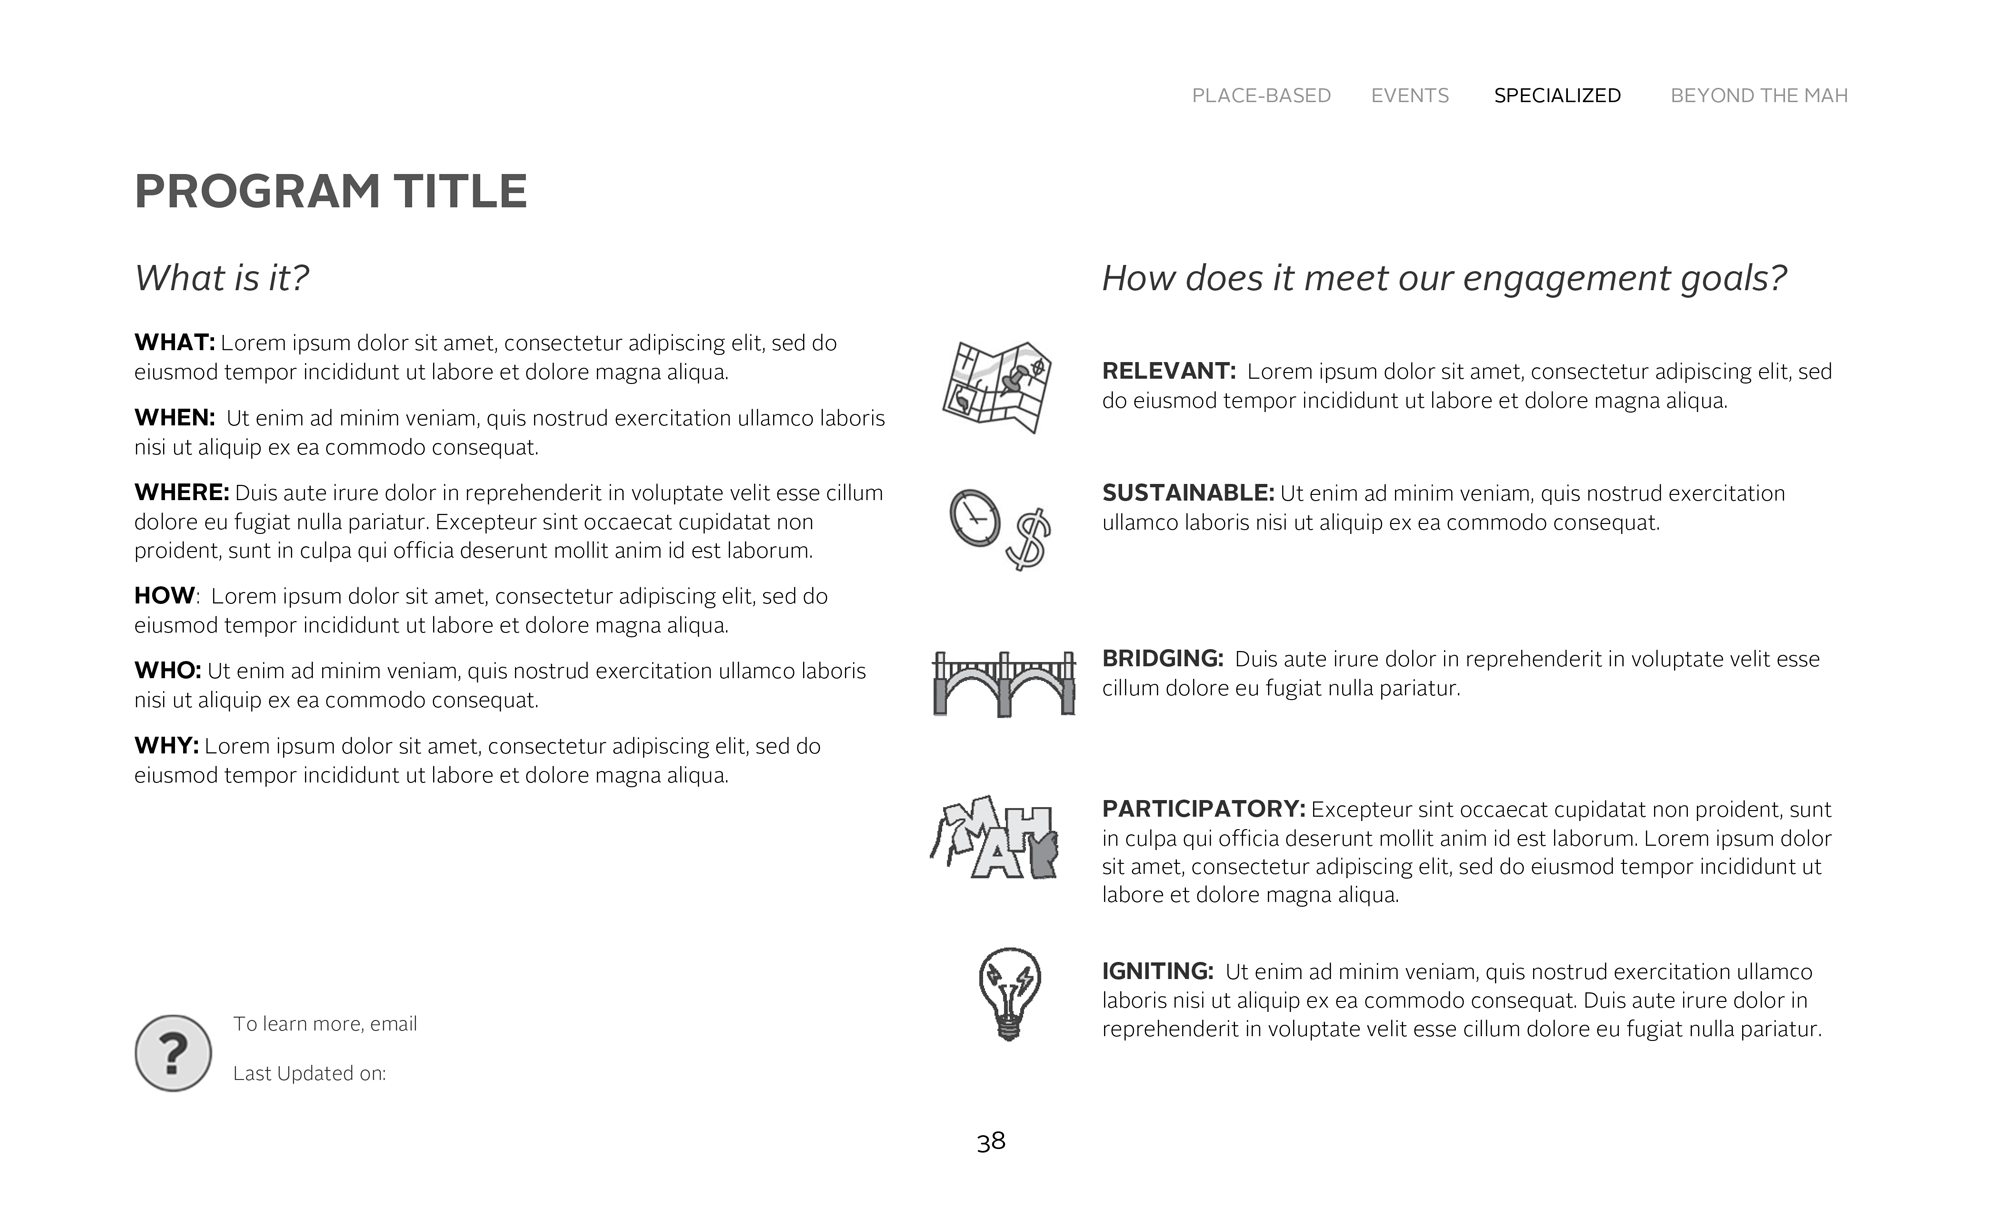 PLACE-BASED EVENTS SPECIALIZED BEYOND THE MAH
PROGRAM TITLE
What is it?
WHAT: Lorem ipsum dolor sit amet, consectetur adipiscing elit, sed do
eiusmod tempor incididunt ut labore et dolore magna aliqua.
WHEN: Ut enim ad minim veniam, quis nostrud exercitation ullamco laboris
nisi ut aliquip ex ea commodo consequat.
WHERE: Duis aute irure dolor in reprehenderit in voluptate velit esse cillum
dolore eu fugiat nulla pariatur. Excepteur sint occaecat cupidatat non
proident, sunt in culpa qui officia deserunt mollit anim id est laborum.
HOW: Lorem ipsum dolor sit amet, consectetur adipiscing elit, sed do
eiusmod tempor incididunt ut labore et dolore magna aliqua.
WHO: Ut enim ad minim veniam, quis nostrud exercitation ullamco laboris
nisi ut aliquip ex ea commodo consequat.
WHY: Lorem ipsum dolor sit amet, consectetur adipiscing elit, sed do
eiusmod tempor incididunt ut labore et dolore magna aliqua.
?
To learn more, email
Last Updated on:
How does it meet our engagement goals?
RELEVANT: Lorem ipsum dolor sit amet, consectetur adipiscing elit, sed
do eiusmod tempor incididunt ut labore et dolore magna aliqua.
$
SUSTAINABLE: Ut enim ad minim veniam, quis nostrud exercitation
ullamco laboris nisi ut aliquip ex ea commodo consequat.
BRIDGING: Duis aute irure dolor in reprehenderit in voluptate velit esse
cillum dolore eu fugiat nulla pariatur.
MAH
PARTICIPATORY: Excepteur sint occaecat cupidatat non proident, sunt
in culpa qui officia deserunt mollit anim id est laborum. Lorem ipsum dolor
sit amet, consectetur adipiscing elit, sed do eiusmod tempor incididunt ut
labore et dolore magna aliqua.
IGNITING: Ut enim ad minim veniam, quis nostrud exercitation ullamco
laboris nisi ut aliquip ex ea commodo consequat. Duis aute irure dolor in
reprehenderit in voluptate velit esse cillum dolore eu fugiat nulla pariatur.
38